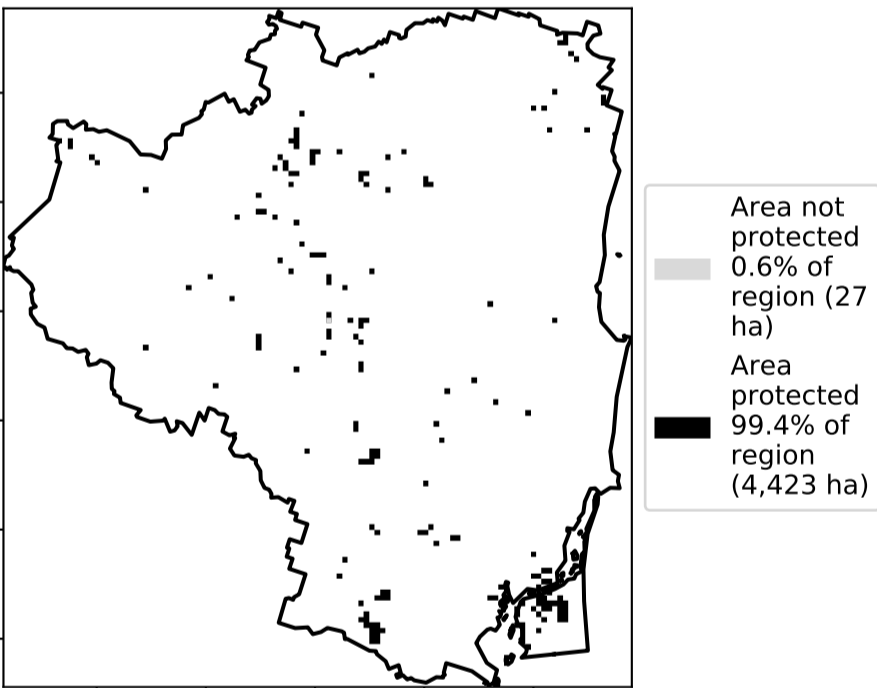 Area not
protected
0.6% of
region (27
ha)
Area
protected
99.4% of
region
(4,423 ha)